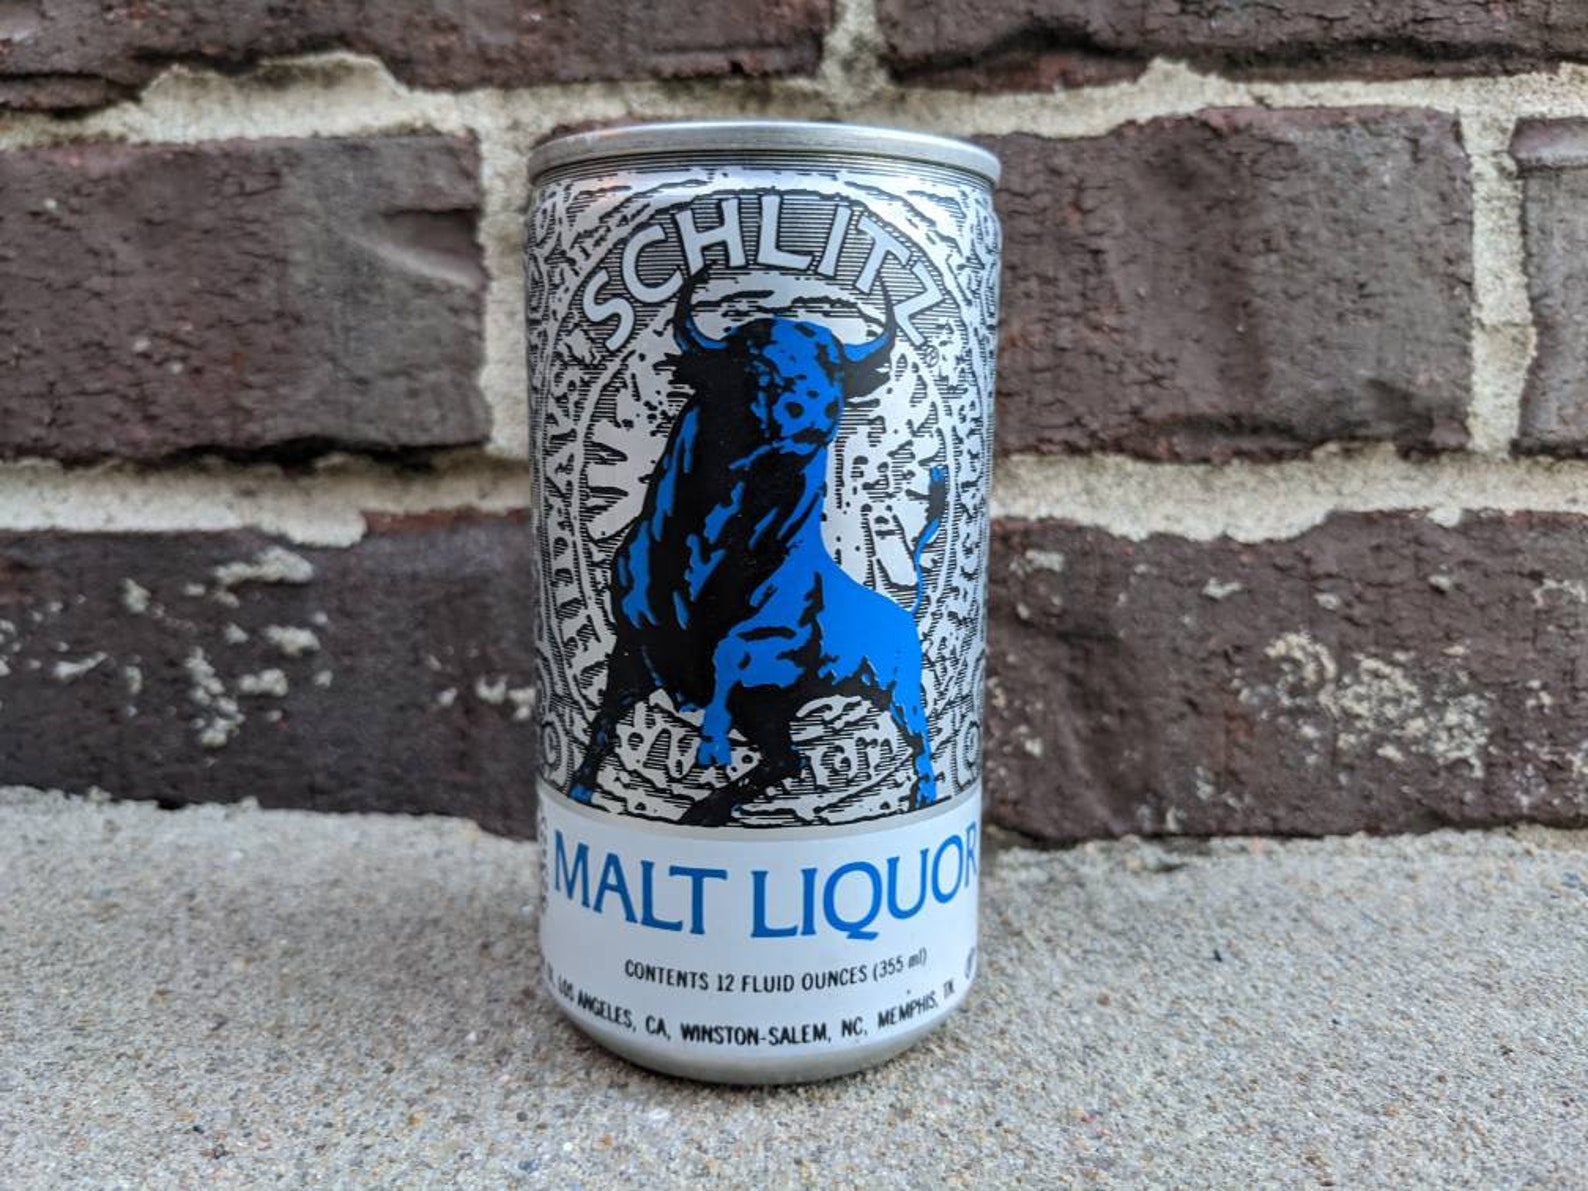 SCHLITZ®
MALT LIQUOR
CONTENTS 12 FLUID OUNCES (355 ml)
LOS ANGELES, CA, WINSTON-SALEM, NC, MEMPHIS, TN,